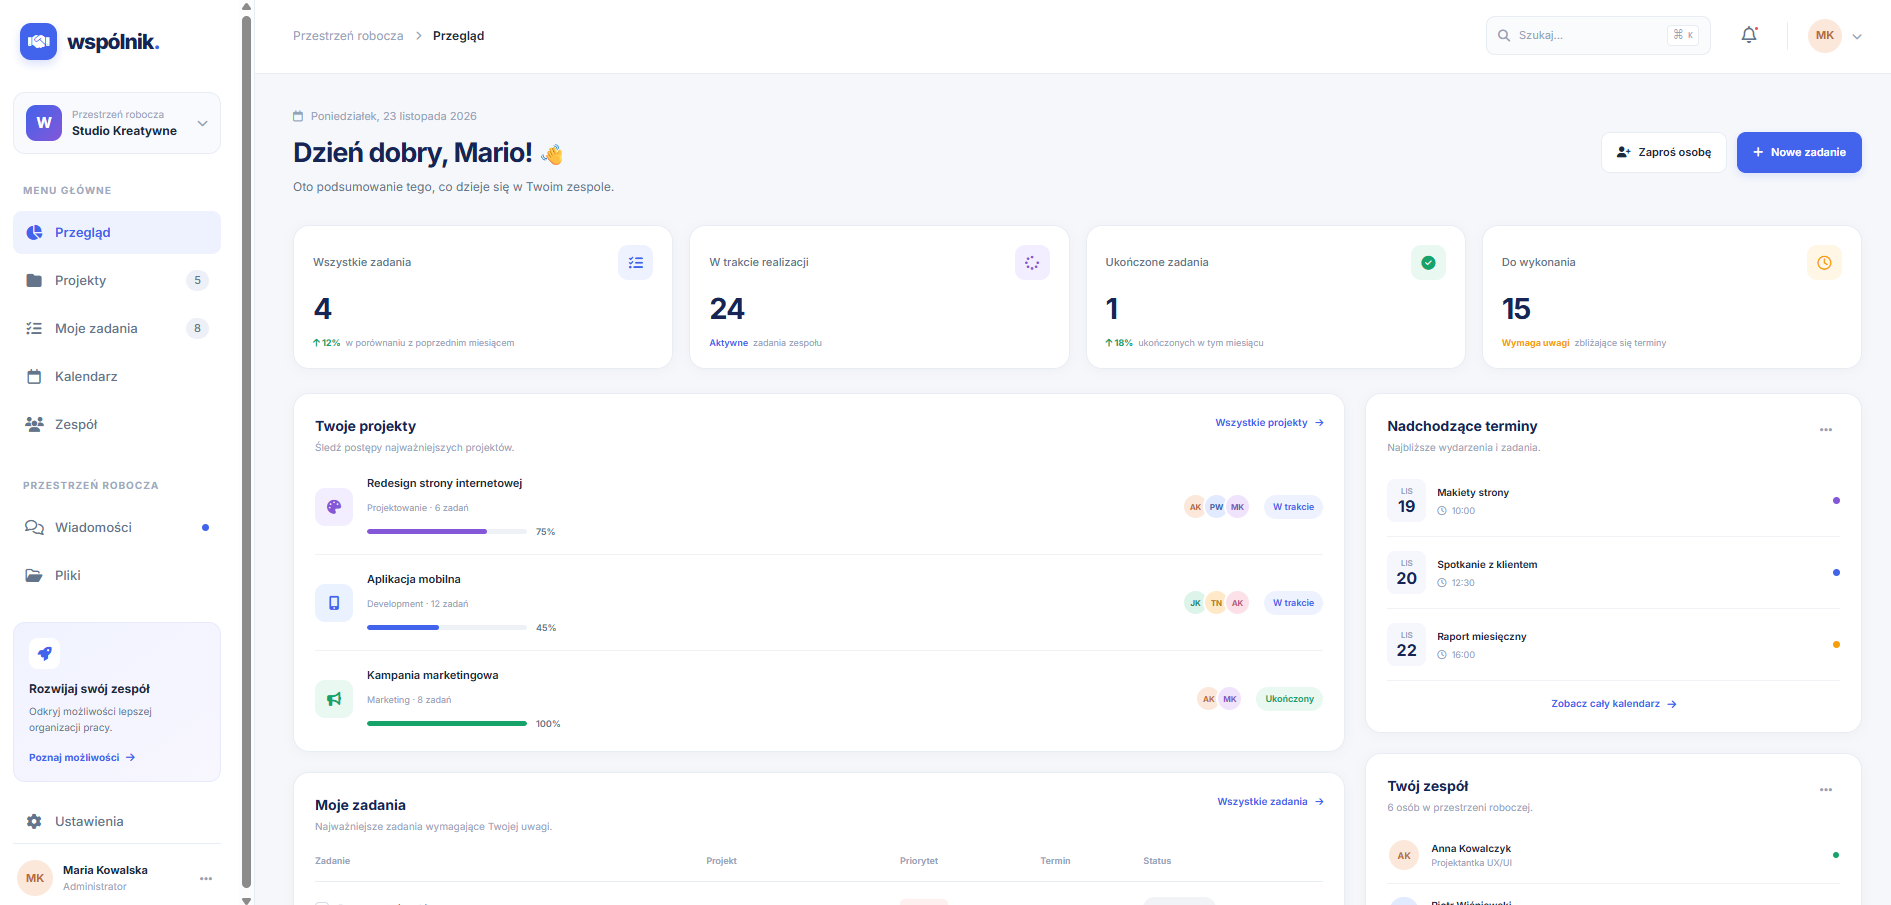 wspólnik.
Przestrzeń robocza
W
Studio Kreatywne
MENU GŁÓWNE
Przegląd
Projekty 5
Moje zadania 8
Kalendarz
Zespół
PRZESTRZEŃ ROBOCZA
Wiadomości
Pliki
Rozwijaj swój zespół
Odkryj możliwości lepszej
organizacji pracy.
Poznaj możliwości →
Ustawienia
MK
Maria Kowalska
Administrator
Przestrzeń robocza > Przegląd
Szukaj... ⌘ K
MK
Poniedziałek, 23 listopada 2026
Dzień dobry, Mario! 👋
Oto podsumowanie tego, co dzieje się w Twoim zespole.
Zaproś osobę
+ Nowe zadanie
Wszystkie zadania
4
↑ 12% w porównaniu z poprzednim miesiącem
W trakcie realizacji
24
Aktywne zadania zespołu
Ukończone zadania
1
↑ 18% ukończonych w tym miesiącu
Do wykonania
15
Wymaga uwagi zbliżające się terminy
Twoje projekty
Wszystkie projekty →
Śledź postępy najważniejszych projektów.
Redesign strony internetowej
Projektowanie · 6 zadań
75%
AK PW MK W trakcie
Aplikacja mobilna
Development · 12 zadań
45%
JK TN AK W trakcie
Kampania marketingowa
Marketing · 8 zadań
100%
AK MK Ukończony
Moje zadania
Wszystkie zadania →
Najważniejsze zadania wymagające Twojej uwagi.
Zadanie Projekt Priorytet Termin Status
Nadchodzące terminy
Najbliższe wydarzenia i zadania.
LIS
19
Makiety strony
10:00
LIS
20
Spotkanie z klientem
12:30
LIS
22
Raport miesięczny
16:00
Zobacz cały kalendarz →
Twój zespół
6 osób w przestrzeni roboczej.
AK
Anna Kowalczyk
Projektantka UX/UI